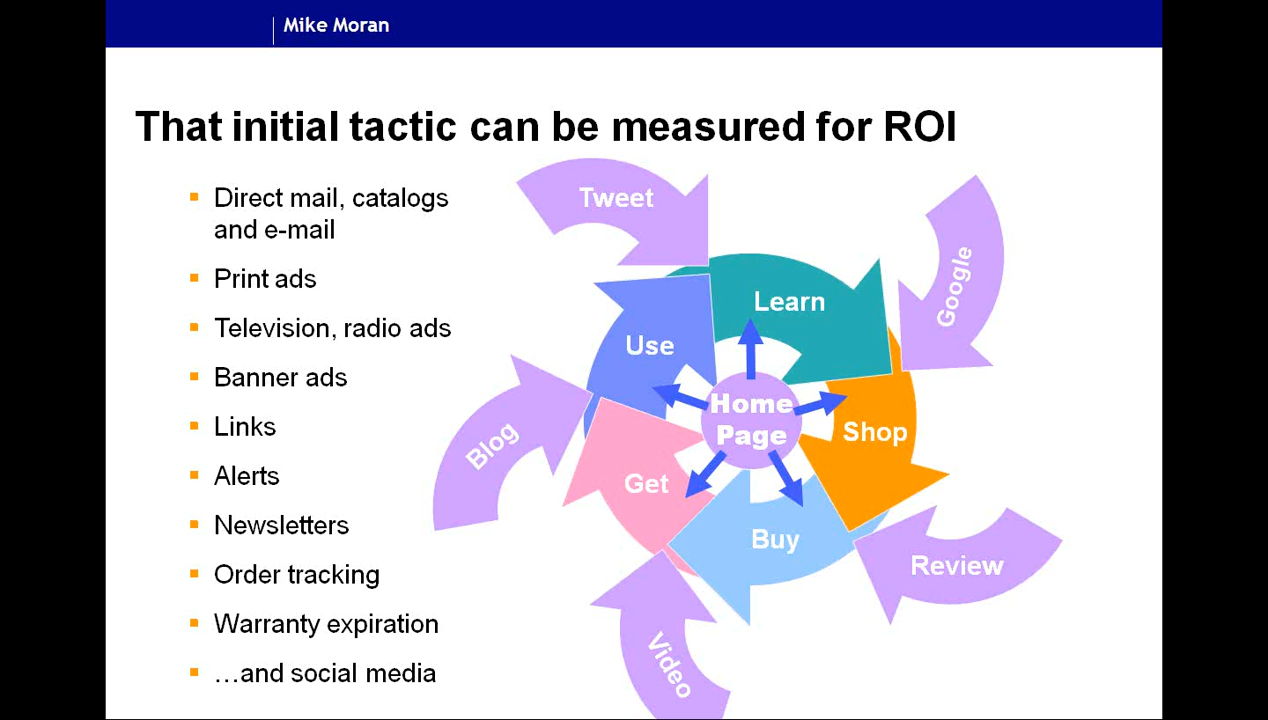 Mike Moran
That initial tactic can be measured for ROI
▪ Direct mail, catalogs
and e-mail
▪ Print ads
▪ Television, radio ads
▪ Banner ads
▪ Links
▪ Alerts
▪ Newsletters
▪ Order tracking
▪ Warranty expiration
▪ …and social media
Tweet
Google
Learn
Use
Home
Page
Shop
Blog
Get
Buy
Review
Video